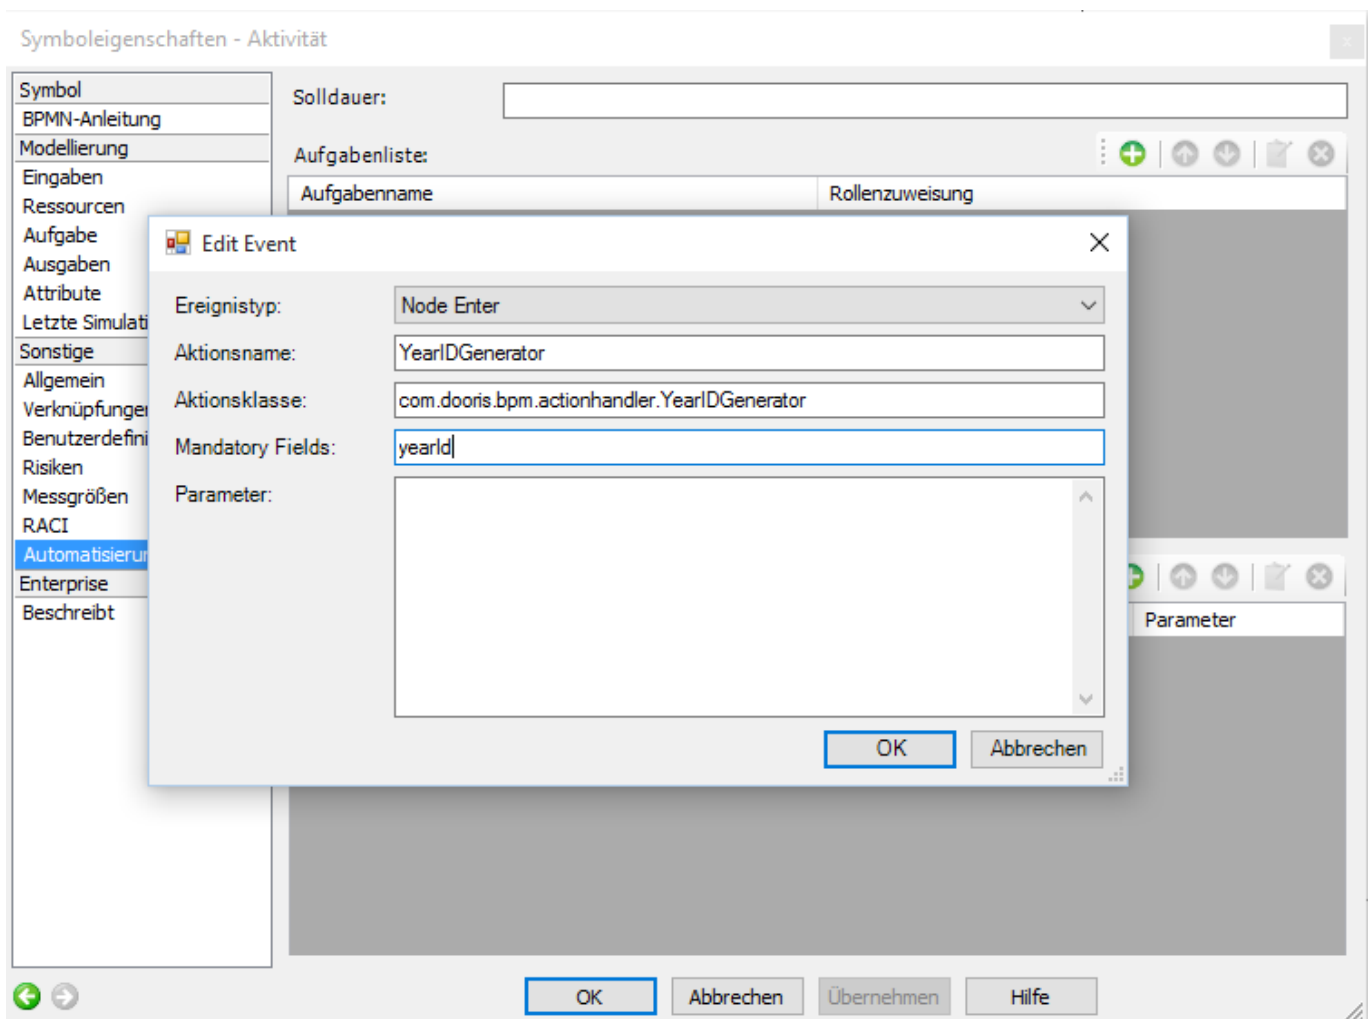 Symboleigenschaften - Aktivität
Symbol
BPMN-Anleitung
Modellierung
Eingaben
Ressourcen
Aufgabe
Ausgaben
Attribute
Letzte Simulati
Sonstige
Allgemein
Verknüpfunge
Benutzerdefini
Risiken
Messgrößen
RACI
Automatisierun
Enterprise
Beschreibt
Solldauer:
Aufgabenliste:
Aufgabenname Rollenzuweisung
Edit Event
Ereignistyp: Node Enter
Aktionsname: YearIDGenerator
Aktionsklasse: com.dooris.bpm.actionhandler.YearIDGenerator
Mandatory Fields: yearId
Parameter:
OK Abbrechen
Parameter
OK Abbrechen Übernehmen Hilfe